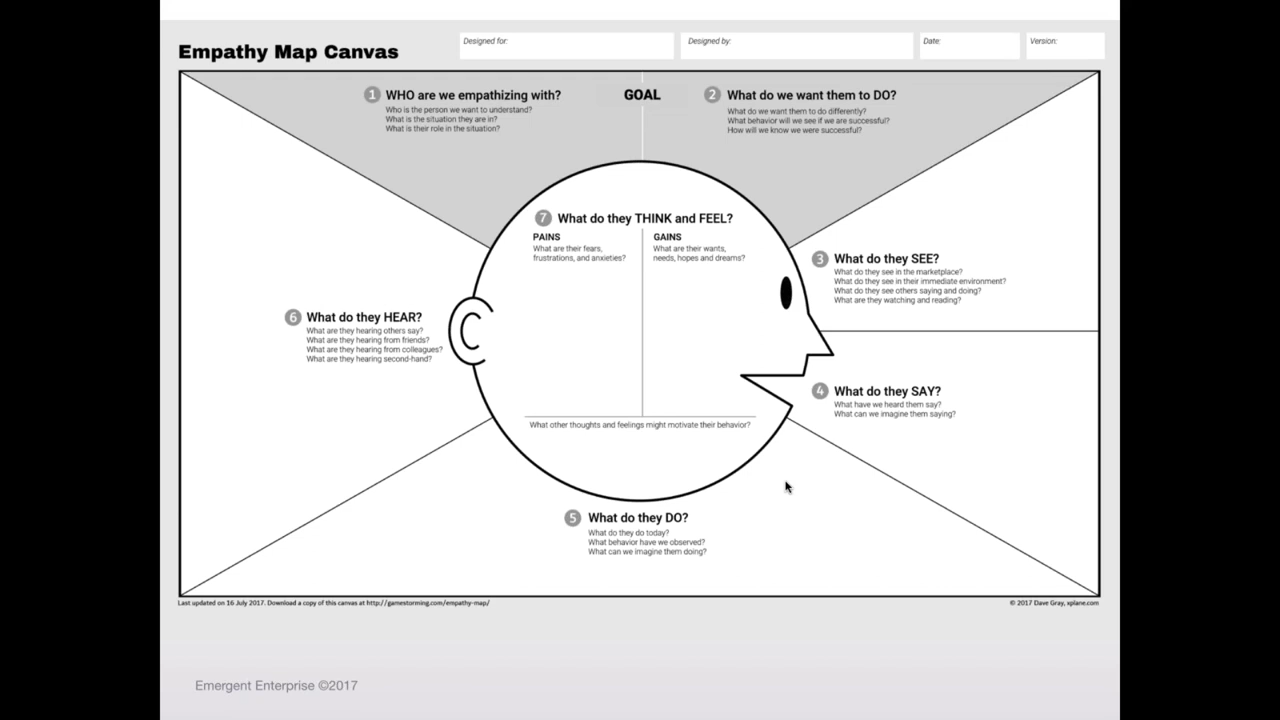 Empathy Map Canvas
Designed for:
Designed by:
Date:
Version:
1 WHO are we empathizing with?
Who is the person we want to understand?
What is the situation they are in?
What is their role in the situation?
GOAL
2 What do we want them to DO?
What do we want them to do differently?
What behavior will we see if we are successful?
How will we know we were successful?
7 What do they THINK and FEEL?
PAINS
What are their fears,
frustrations, and anxieties?
GAINS
What are their wants,
needs, hopes and dreams?
What other thoughts and feelings might motivate their behavior?
3 What do they SEE?
What do they see in the marketplace?
What do they see in their immediate environment?
What do they see others saying and doing?
What are they watching and reading?
4 What do they SAY?
What have we heard them say?
What can we imagine them saying?
5 What do they DO?
What do they do today?
What behavior have we observed?
What can we imagine them doing?
6 What do they HEAR?
What are they hearing others say?
What are they hearing from friends?
What are they hearing from colleagues?
What are they hearing second-hand?
Last updated on 16 July 2017. Download a copy of this canvas at http://gamestorming.com/empathy-map/
© 2017 Dave Gray, xplane.com
Emergent Enterprise ©2017